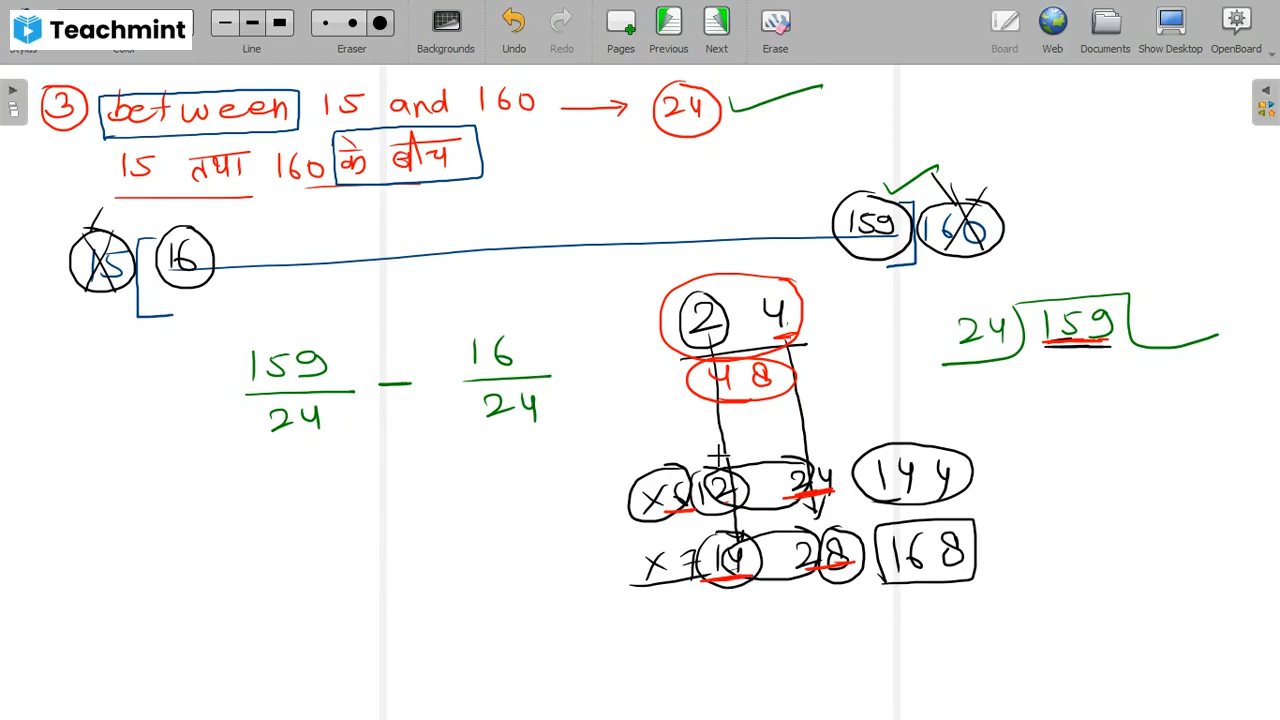 Teachmint
Line
Eraser
Backgrounds
Undo
Redo
Pages
Previous
Next
Erase
Board
Web
Documents
Show Desktop
OpenBoard
3 between 15 and 160 → 24 ✓
15 तथा 160 के बीच
15 [ 16
159 ] 160
159/24 - 16/24
2 4
4 8
12 24 144
x 7 14 28 168
24 ) 159 (